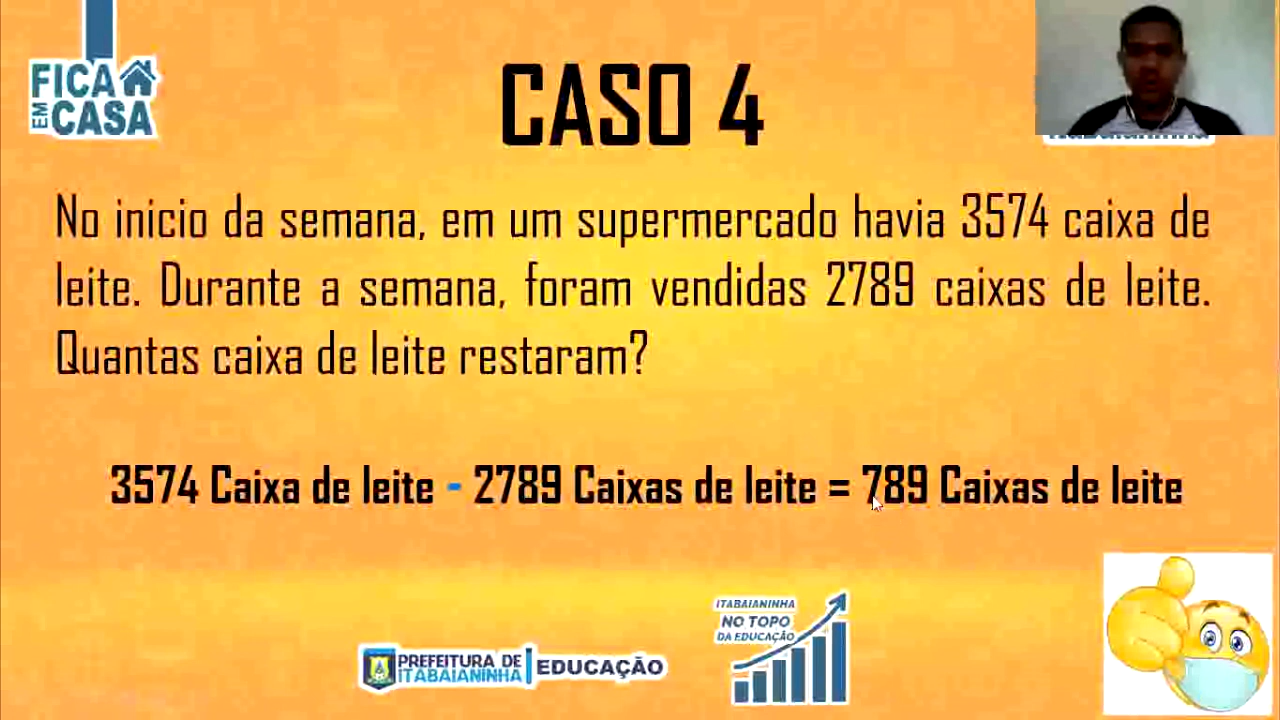 FICA
EM CASA
CASO 4
No inicio da semana, em um supermercado havia 3574 caixa de
leite. Durante a semana, foram vendidas 2789 caixas de leite.
Quantas caixa de leite restaram?
3574 Caixa de leite - 2789 Caixas de leite = 789 Caixas de leite
ITABAIANINHA
NO TOPO
DA EDUCAÇÃO
PREFEITURA DE
ITABAIANINHA
EDUCAÇÃO